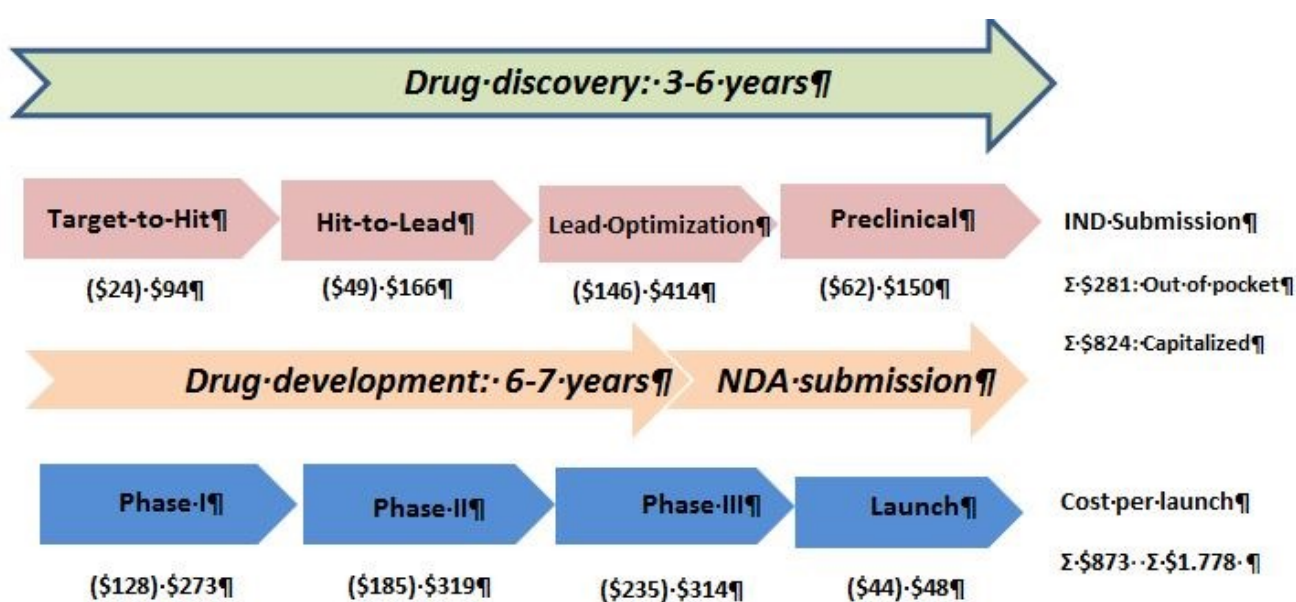 Drug·discovery:·3-6·years¶
Target-to-Hit¶
Hit-to-Lead¶
Lead·Optimization¶
Preclinical¶
IND·Submission¶
($24)·$94¶
($49)·$166¶
($146)·$414¶
($62)·$150¶
Σ·$281:·Out·of·pocket¶
Σ·$824:·Capitalized¶
Drug·development:·6-7·years¶
NDA·submission¶
Phase·I¶
Phase·II¶
Phase·III¶
Launch¶
Cost·per·launch¶
($128)·$273¶
($185)·$319¶
($235)·$314¶
($44)·$48¶
Σ·$873··Σ·$1.778·¶